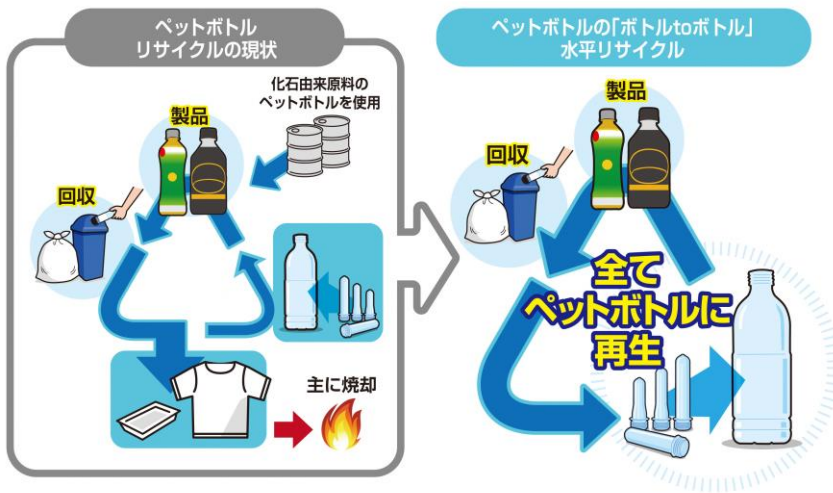 ペットボトル
リサイクルの現状
化石由来原料の
ペットボトルを使用
製品
回収
主に焼却
ペットボトルの「ボトルtoボトル」
水平リサイクル
製品
回収
全て
ペットボトルに
再生